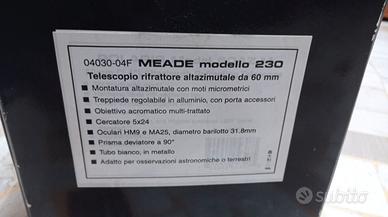 04030-04F MEADE modello 230
Telescopio rifrattore altazimutale da 60 mm
Montatura altazimutale con moti micrometrici
Treppiede regolabile in alluminio, con porta accessori
Obiettivo acromatico multi-trattato
Cercatore 5x24
Oculari HM9 e MA25, diametro barilotto 31.8mm
Prisma deviatore a 90°
Tubo bianco, in metallo
Adatto per osservazioni astronomiche o terrestri
subito